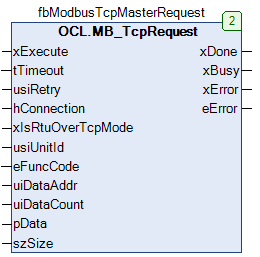 fbModbusTcpMasterRequest
2
OCL.MB_TcpRequest
xExecute xDone
tTimeout xBusy
usiRetry xError
hConnection eError
xIsRtuOverTcpMode
usiUnitId
eFuncCode
uiDataAddr
uiDataCount
pData
szSize